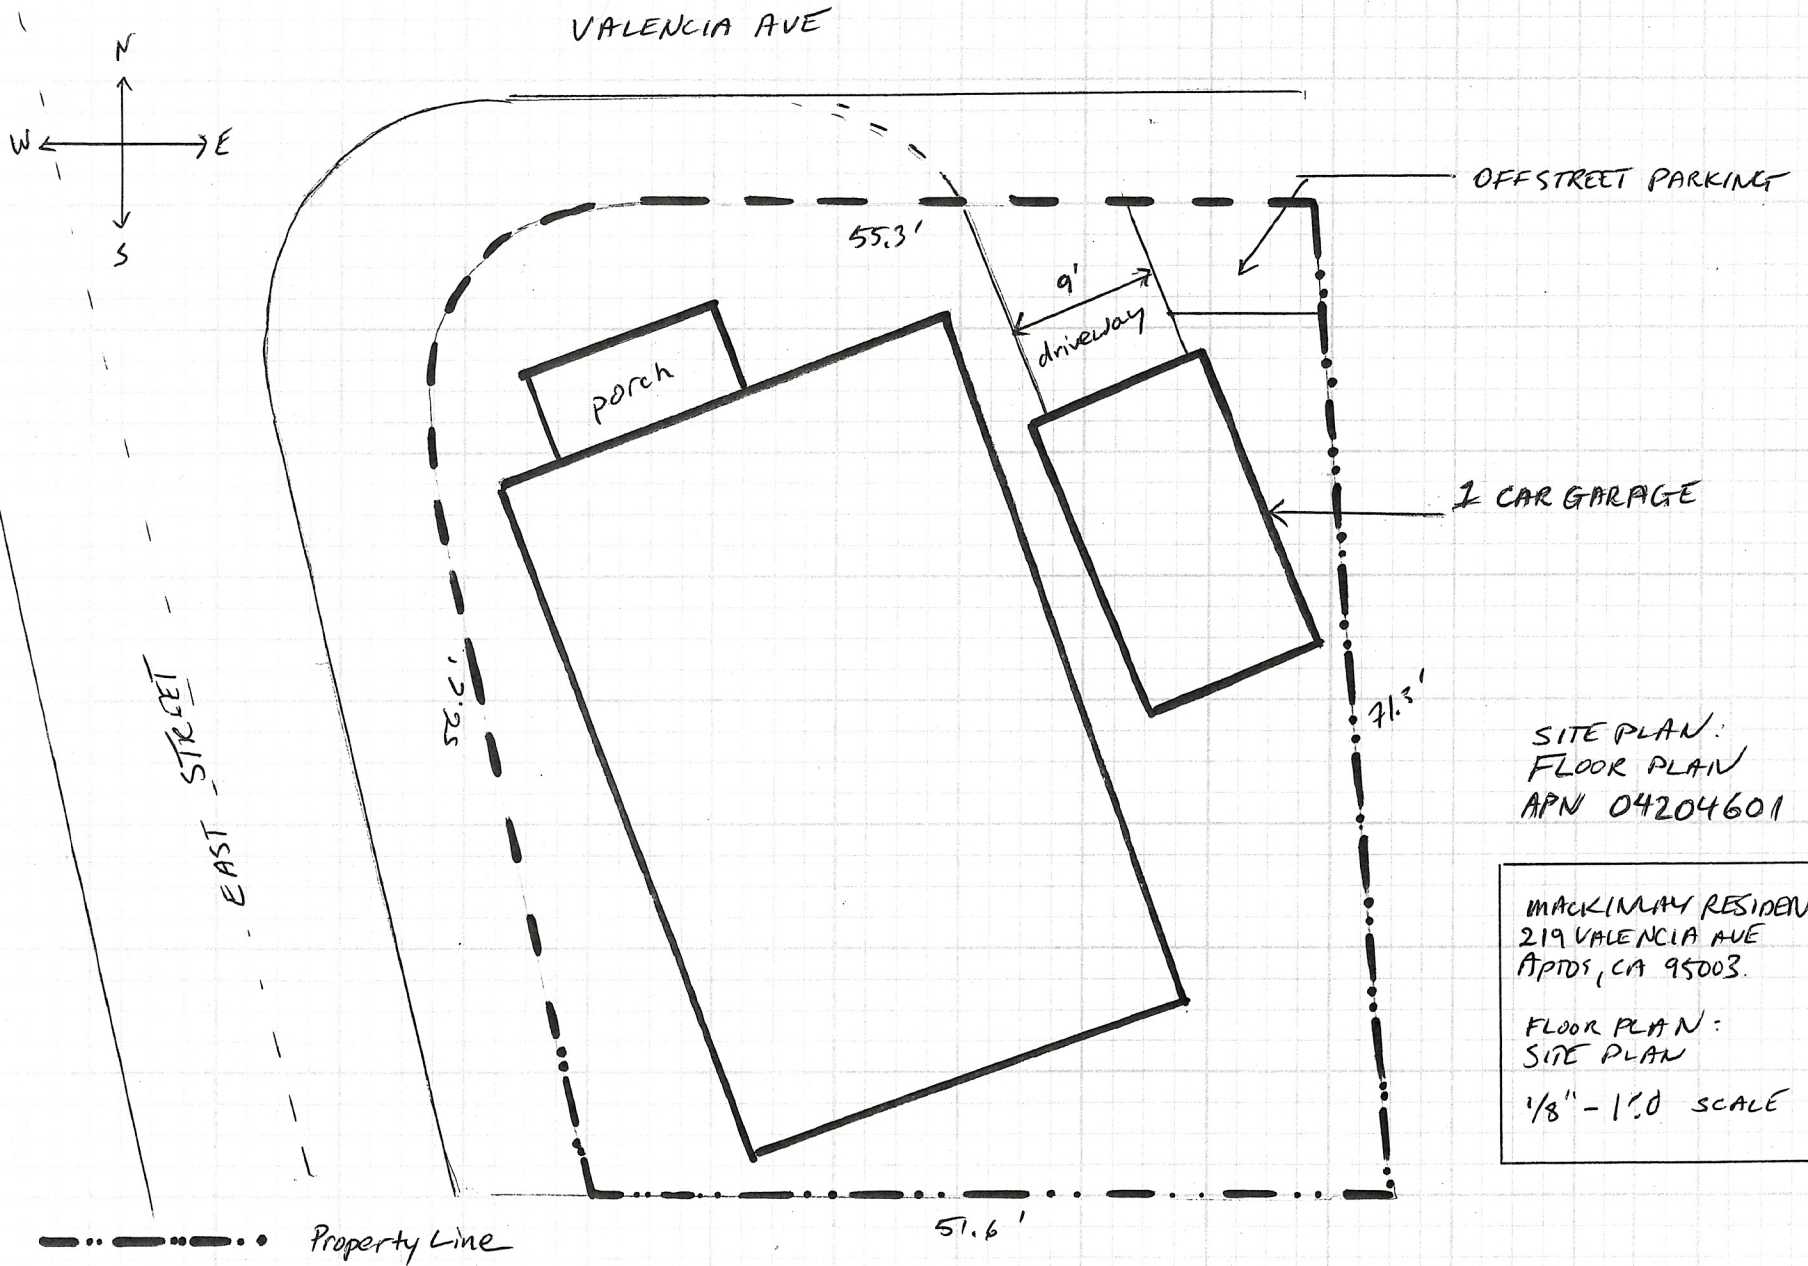 VALENCIA AVE
N
W E
S
OFFSTREET PARKING
55.3'
9'
driveway
porch
1 CAR GARAGE
EAST STREET
71.3'
SITE PLAN:
FLOOR PLAN
APN 04204601
RESIDEN
219 VALENCIA AVE
APTOS, CA 95003.
FLOOR PLAN:
SITE PLAN
1/8" - 1'.0 SCALE
51.6'
Property Line